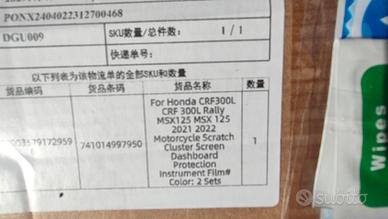 PONX2404022312700468
DGU009
SKU数量/总件数:
1 / 1
快递单号:
以下列表为该物流单的全部SKU和数量
货品编码
货品条码
货品名称
数量
741014997950
For Honda CRF300L
CRF 300L Rally
MSX125 MSX 125
2021 2022
Motorcycle Scratch
Cluster Screen
Dashboard
Protection
Instrument Film#
Color: 2 Sets
1
Wipes
subito